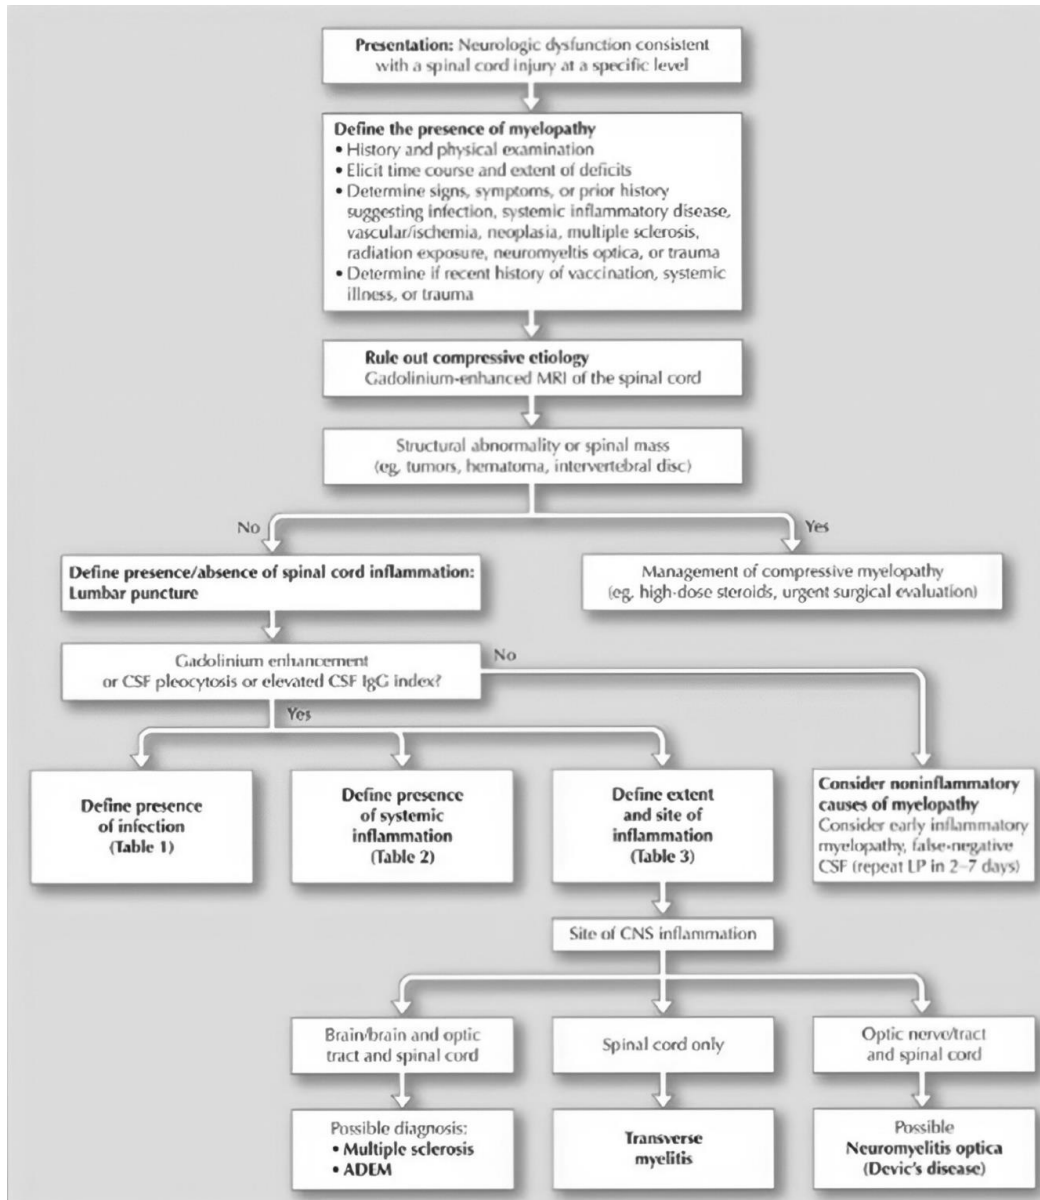 Presentation: Neurologic dysfunction consistent
with a spinal cord injury at a specific level
Define the presence of myelopathy
• History and physical examination
• Elicit time course and extent of deficits
• Determine signs, symptoms, or prior history
suggesting infection, systemic inflammatory disease,
vascular/ischemia, neoplasia, multiple sclerosis,
radiation exposure, neuromyeltis optica, or trauma
• Determine if recent history of vaccination, systemic
illness, or trauma
Rule out compressive etiology
Gadolinium-enhanced MRI of the spinal cord
Structural abnormality or spinal mass
(eg, tumors, hematoma, intervertebral disc)
No
Yes
Define presence/absence of spinal cord inflammation:
Lumbar puncture
Management of compressive myelopathy
(eg, high-dose steroids, urgent surgical evaluation)
Gadolinium enhancement
or CSF pleocytosis or elevated CSF IgG index?
No
Yes
Define presence
of infection
(Table 1)
Define presence
of systemic
inflammation
(Table 2)
Define extent
and site of
inflammation
(Table 3)
Consider noninflammatory
causes of myelopathy
Consider early inflammatory
myelopathy, false-negative
CSF (repeat LP in 2–7 days)
Site of CNS inflammation
Brain/brain and optic
tract and spinal cord
Spinal cord only
Optic nerve/tract
and spinal cord
Possible diagnosis:
• Multiple sclerosis
• ADEM
Transverse
myelitis
Possible
Neuromyelitis optica
(Devic's disease)